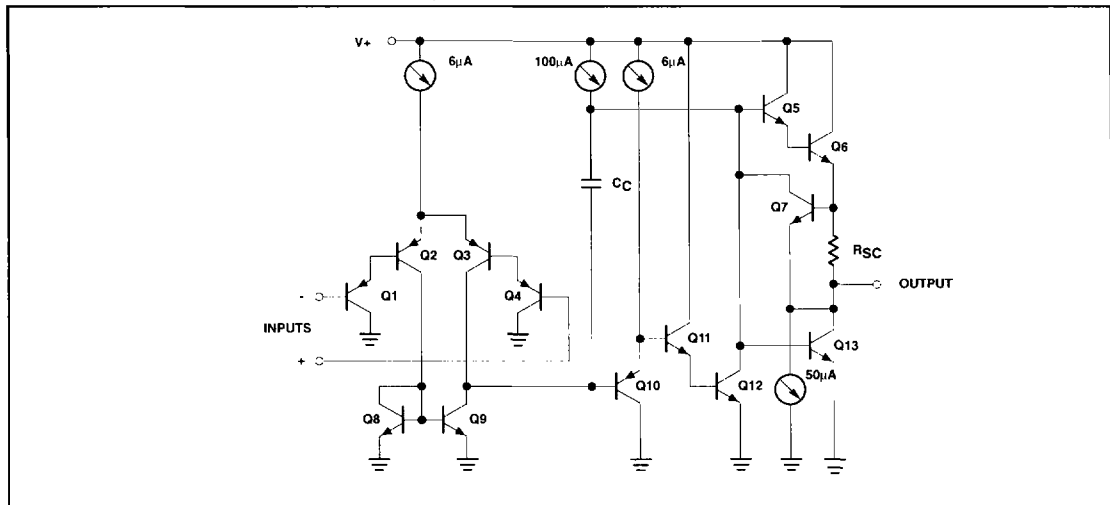 V+
6μA
100μA
6μA
Q5
Q6
CC
Q7
RSC
Q2
Q3
Q4
Q1
-
INPUTS
+
OUTPUT
Q11
Q13
50μA
Q10
Q12
Q8
Q9